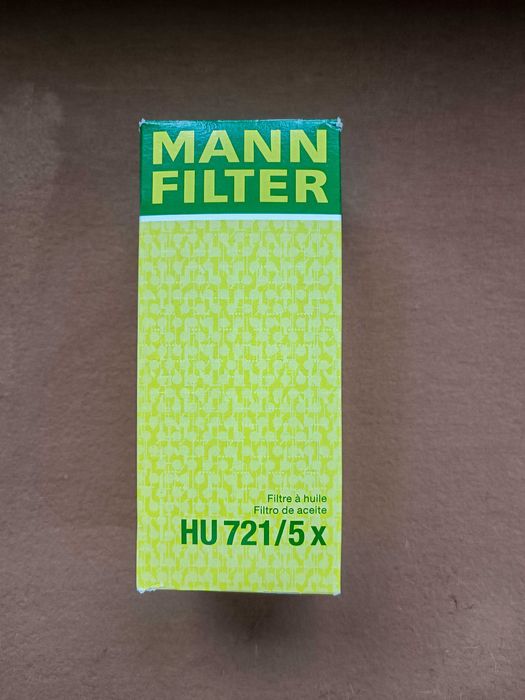 MANN
FILTER
Filtre à huile
Filtro de aceite
HU 721/5 x